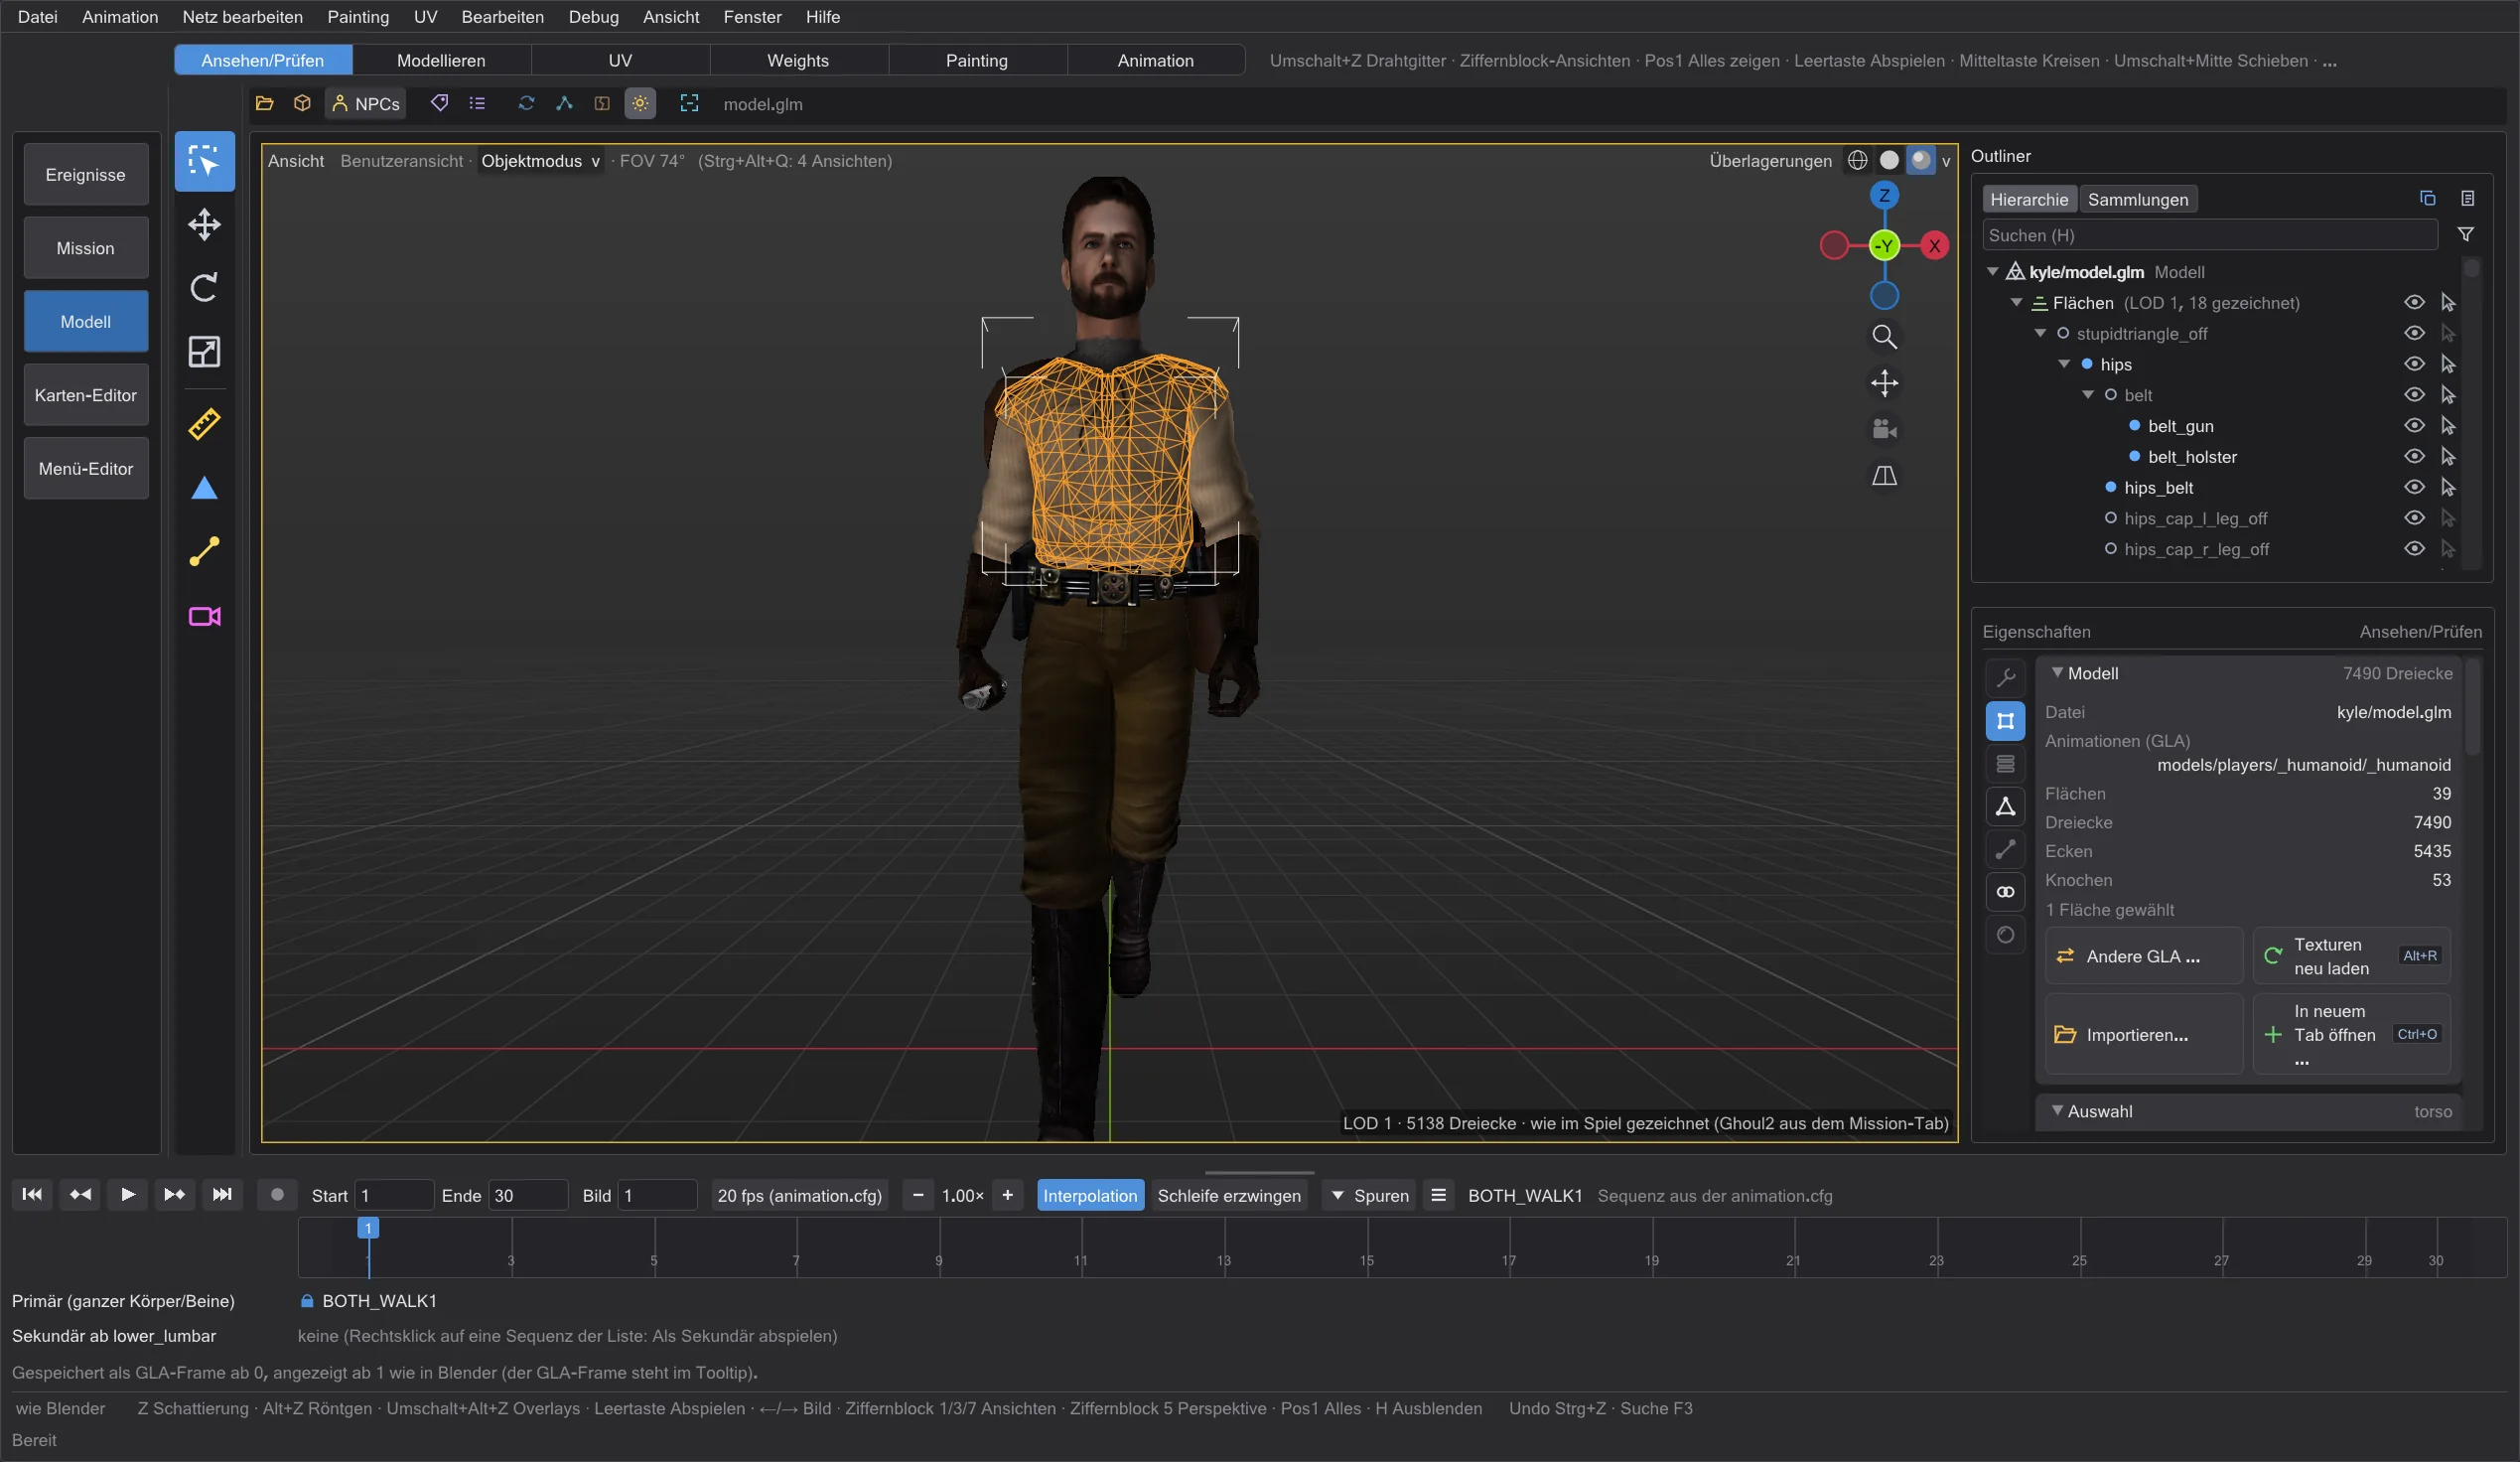 Datei Animation Netz bearbeiten Painting UV Bearbeiten Debug Ansicht Fenster Hilfe
Ansehen/Prüfen Modellieren UV Weights Painting Animation Umschalt+Z Drahtgitter · Ziffernblock-Ansichten · Pos1 Alles zeigen · Leertaste Abspielen · Mitteltaste Kreisen · Umschalt+Mitte Schieben · ...
NPCs model.glm
Ereignisse
Mission
Modell
Karten-Editor
Menü-Editor
Ansicht Benutzeransicht · Objektmodus v · FOV 74° (Strg+Alt+Q: 4 Ansichten) Überlagerungen v
Z
-Y X
Outliner
Hierarchie Sammlungen
Suchen (H)
kyle/model.glm Modell
Flächen (LOD 1, 18 gezeichnet)
stupidtriangle_off
hips
belt
belt_gun
belt_holster
hips_belt
hips_cap_l_leg_off
hips_cap_r_leg_off
Eigenschaften Ansehen/Prüfen
Modell 7490 Dreiecke
Datei kyle/model.glm
Animationen (GLA)
models/players/_humanoid/_humanoid
Flächen 39
Dreiecke 7490
Ecken 5435
Knochen 53
1 Fläche gewählt
Andere GLA ...
Texturen neu laden Alt+R
Importieren...
In neuem Tab öffnen ... Ctrl+O
Auswahl torso
LOD 1 · 5138 Dreiecke · wie im Spiel gezeichnet (Ghoul2 aus dem Mission-Tab)
Start 1 Ende 30 Bild 1 20 fps (animation.cfg) − 1.00× + Interpolation Schleife erzwingen Spuren BOTH_WALK1 Sequenz aus der animation.cfg
1
1 3 5 7 9 11 13 15 17 19 21 23 25 27 29 30
Primär (ganzer Körper/Beine) BOTH_WALK1
Sekundär ab lower_lumbar keine (Rechtsklick auf eine Sequenz der Liste: Als Sekundär abspielen)
Gespeichert als GLA-Frame ab 0, angezeigt ab 1 wie in Blender (der GLA-Frame steht im Tooltip).
wie Blender Z Schattierung · Alt+Z Röntgen · Umschalt+Alt+Z Overlays · Leertaste Abspielen · ←/→ Bild · Ziffernblock 1/3/7 Ansichten · Ziffernblock 5 Perspektive · Pos1 Alles · H Ausblenden Undo Strg+Z · Suche F3
Bereit